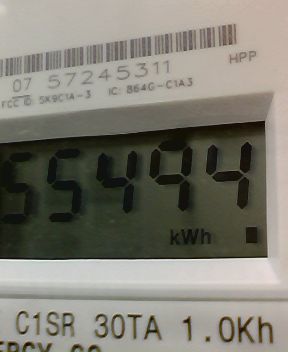 HPP
07 57245311
FCC ID: SK9C1A-3 IC: 864G-C1A3
55494
kWh
C1SR 30TA 1.0Kh